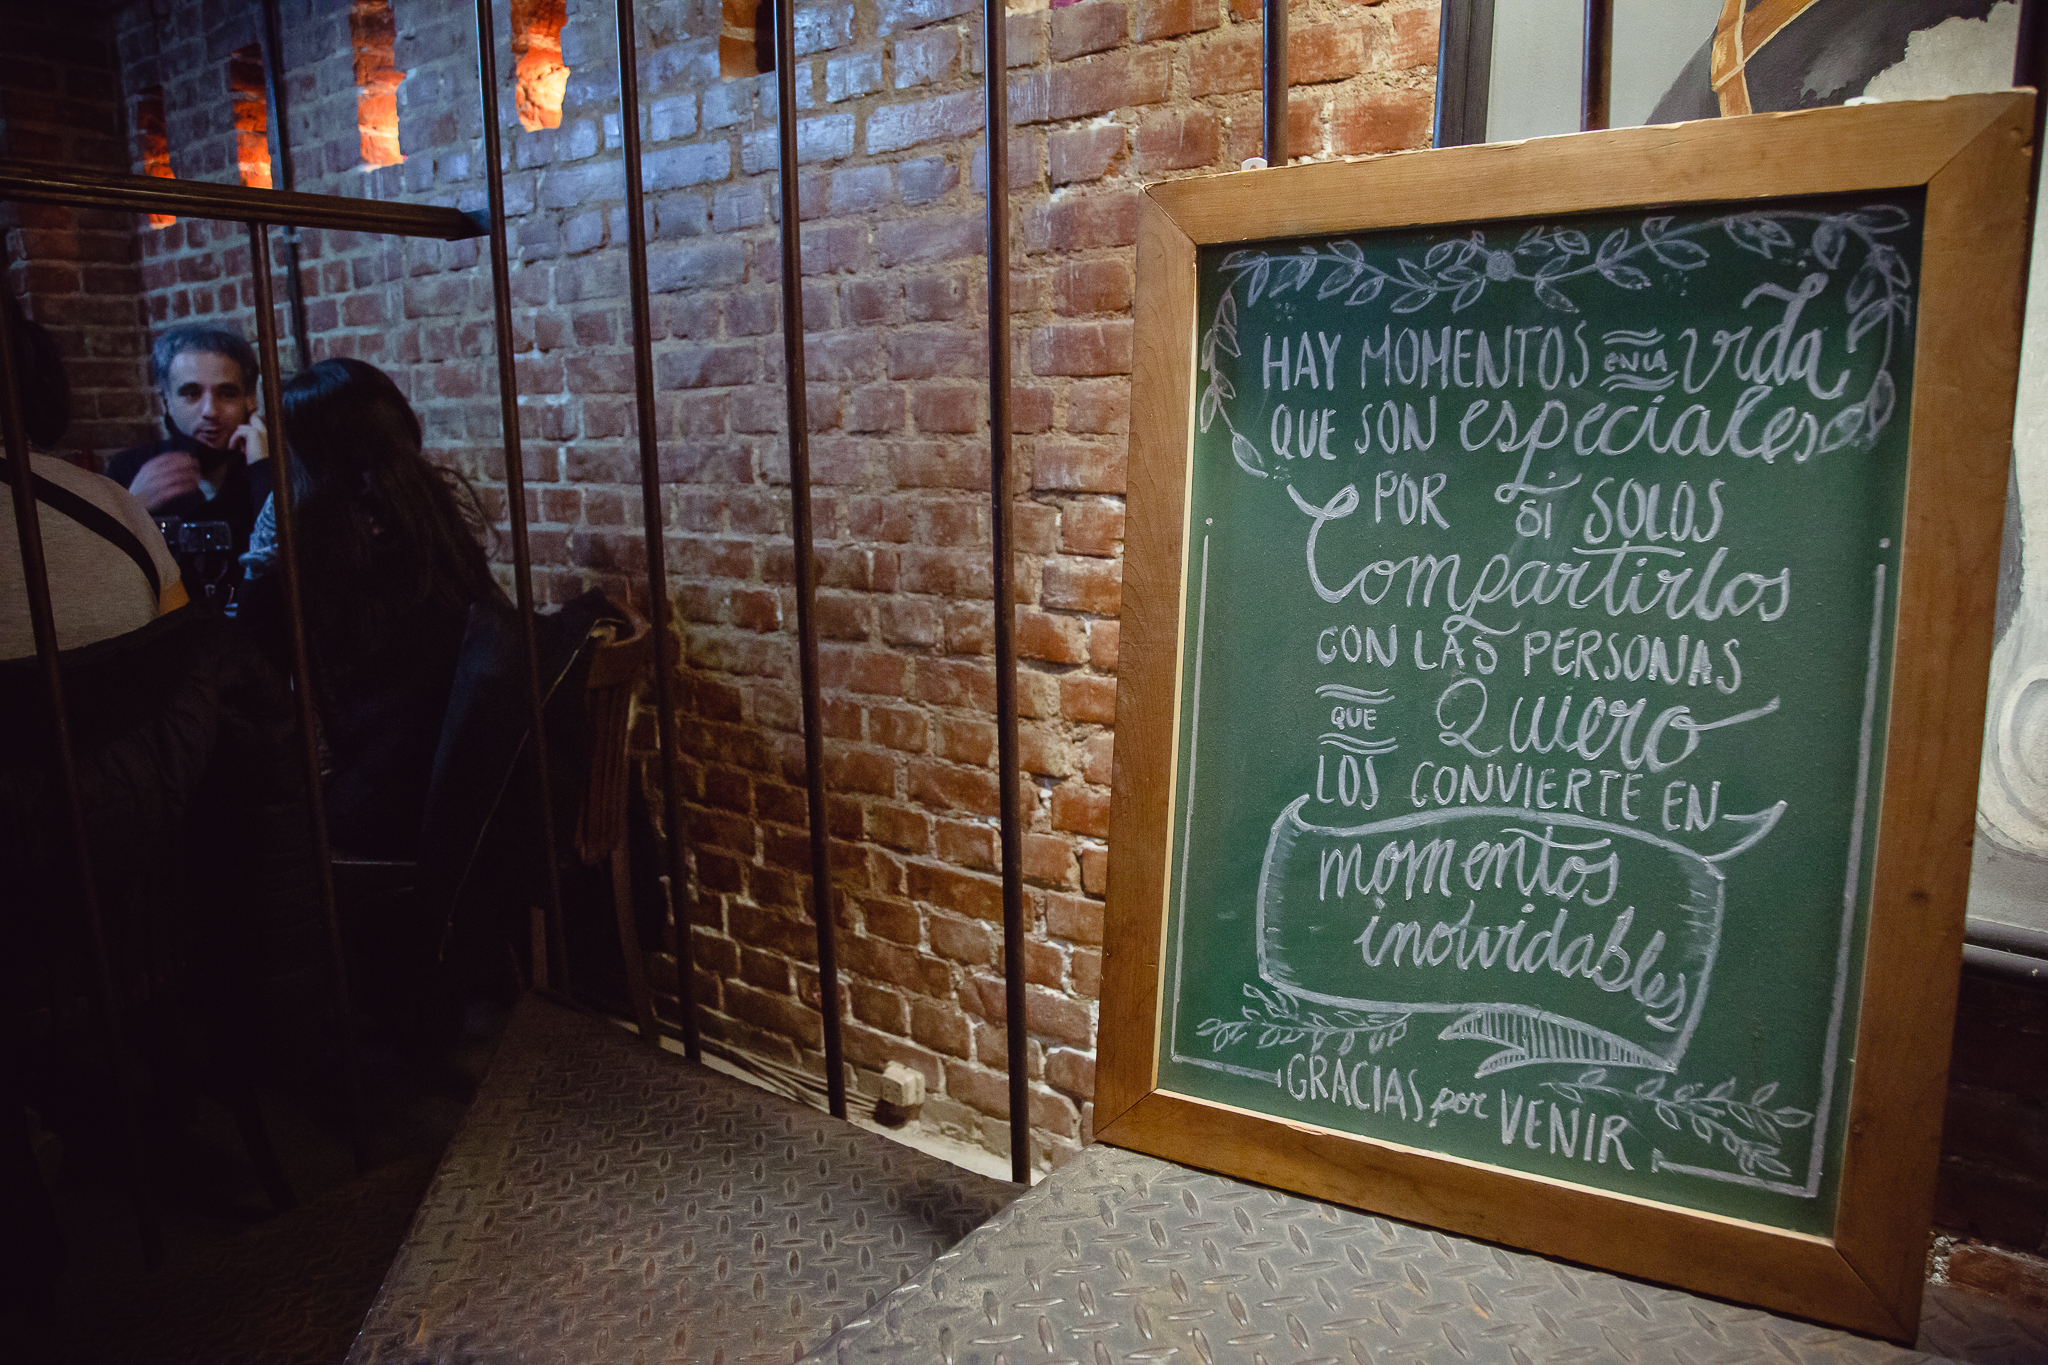 HAY MOMENTOS EN LA vida
QUE SON especiales
POR SÍ SOLOS
Compartirlos
CON LAS PERSONAS
QUE Quiero
LOS CONVIERTE EN
momentos
inolvidables
GRACIAS por VENIR